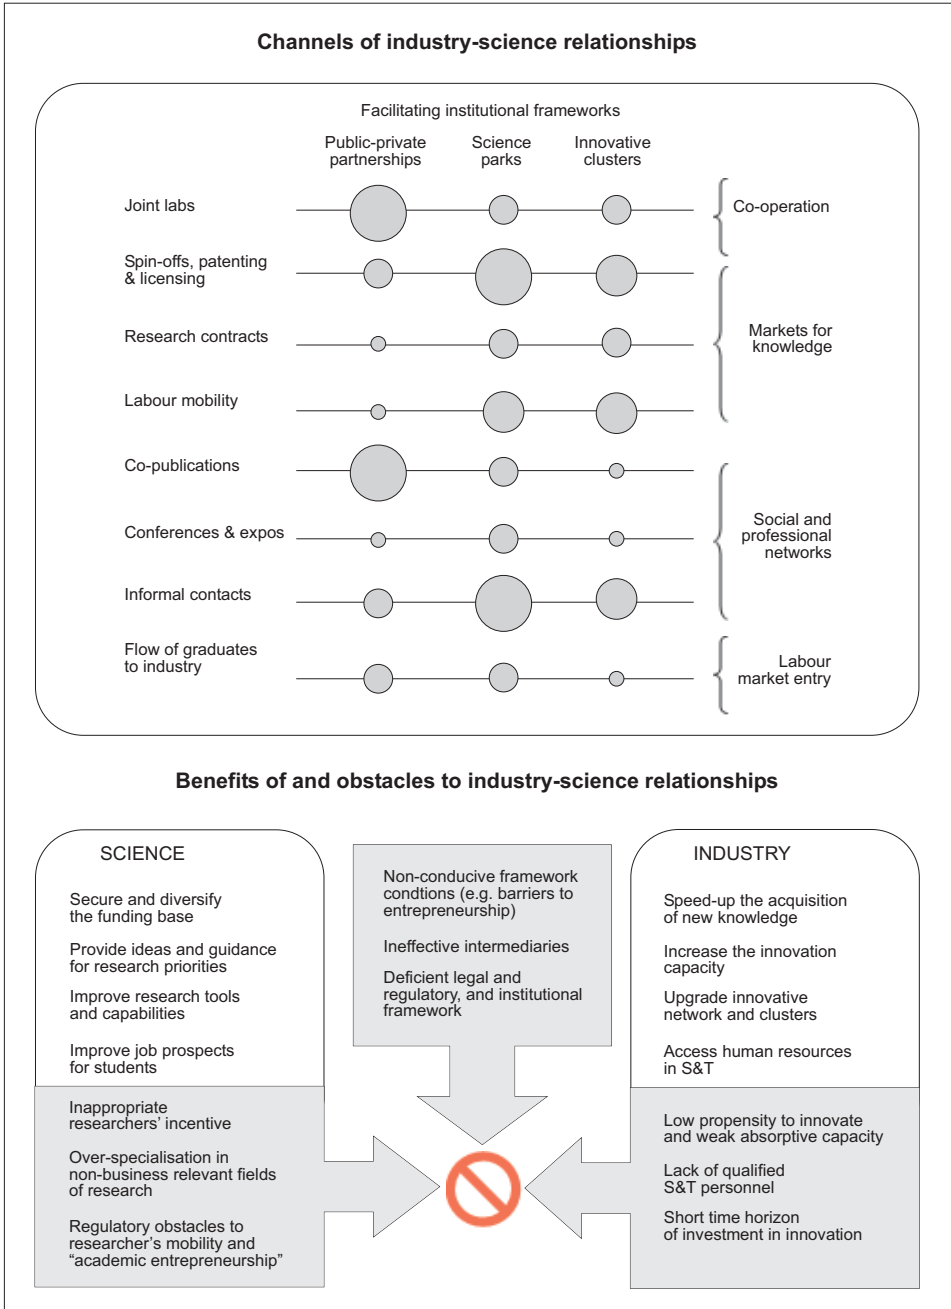 Channels of industry-science relationships
Facilitating institutional frameworks
Public-private
partnerships
Science
parks
Innovative
clusters
Joint labs
Co-operation
Spin-offs, patenting
& licensing
Research contracts
Markets for
knowledge
Labour mobility
Co-publications
Conferences & expos
Social and
professional
networks
Informal contacts
Flow of graduates
to industry
Labour
market entry
Benefits of and obstacles to industry-science relationships
SCIENCE
Secure and diversify
the funding base
Provide ideas and guidance
for research priorities
Improve research tools
and capabilities
Improve job prospects
for students
Inappropriate
researchers' incentive
Over-specialisation in
non-business relevant fields
of research
Regulatory obstacles to
researcher's mobility and
“academic entrepreneurship”
Non-conducive framework
condtions (e.g. barriers to
entrepreneurship)
Ineffective intermediaries
Deficient legal and
regulatory, and institutional
framework
INDUSTRY
Speed-up the acquisition
of new knowledge
Increase the innovation
capacity
Upgrade innovative
network and clusters
Access human resources
in S&T
Low propensity to innovate
and weak absorptive capacity
Lack of qualified
S&T personnel
Short time horizon
of investment in innovation